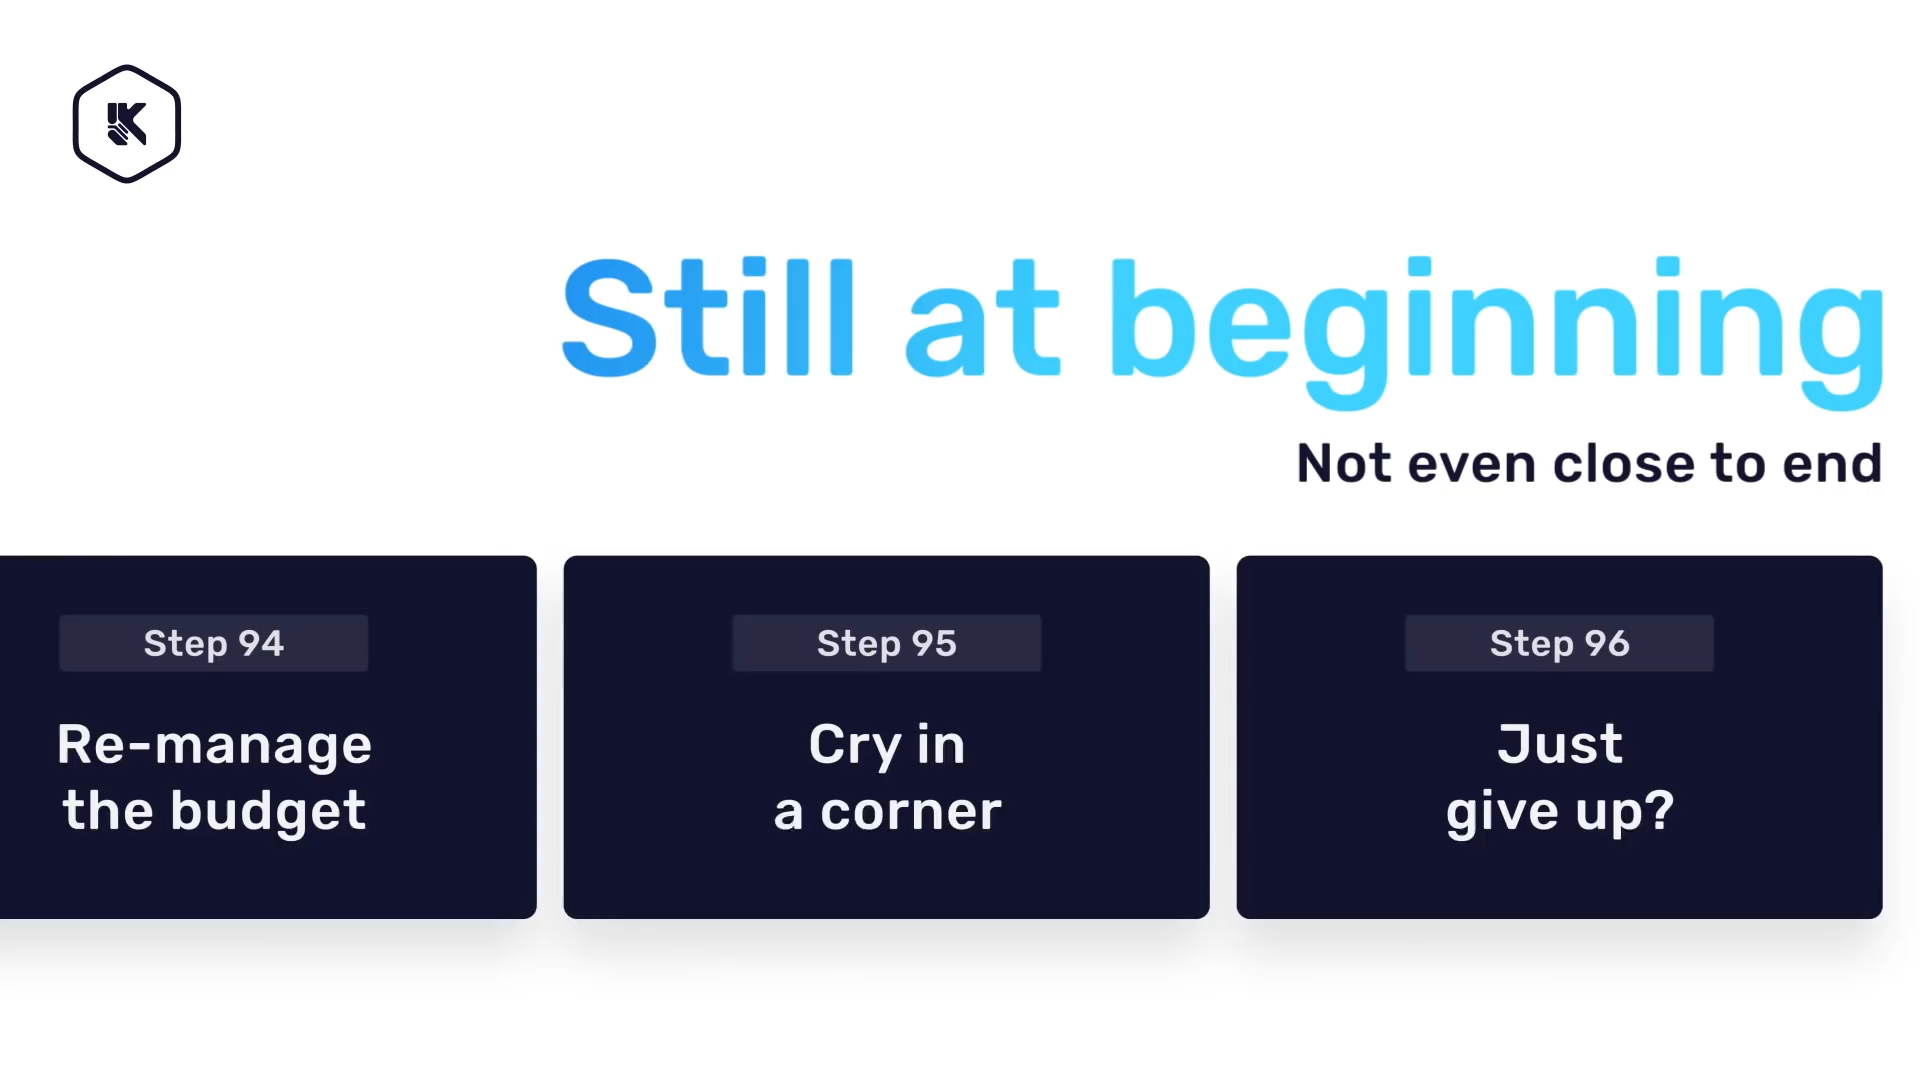 Still at beginning
Not even close to end
Step 94
Re-manage
the budget
Step 95
Cry in
a corner
Step 96
Just
give up?